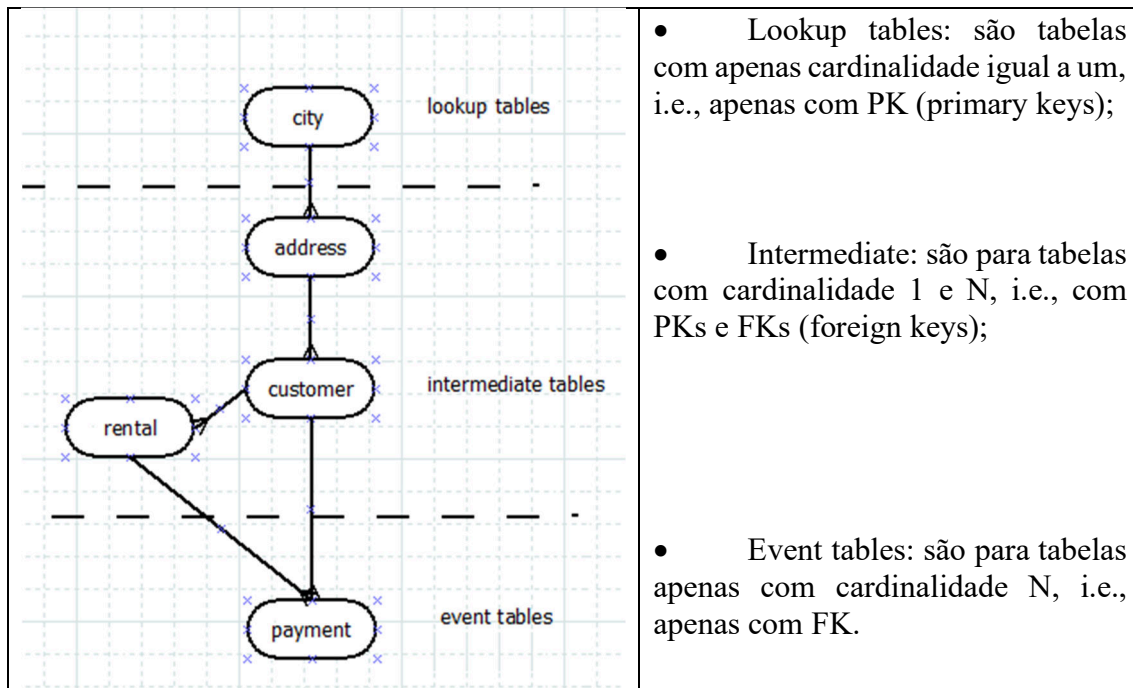 city
lookup tables
address
customer
intermediate tables
rental
payment
event tables
• Lookup tables: são tabelas
com apenas cardinalidade igual a um,
i.e., apenas com PK (primary keys);
• Intermediate: são para tabelas
com cardinalidade 1 e N, i.e., com
PKs e FKs (foreign keys);
• Event tables: são para tabelas
apenas com cardinalidade N, i.e.,
apenas com FK.